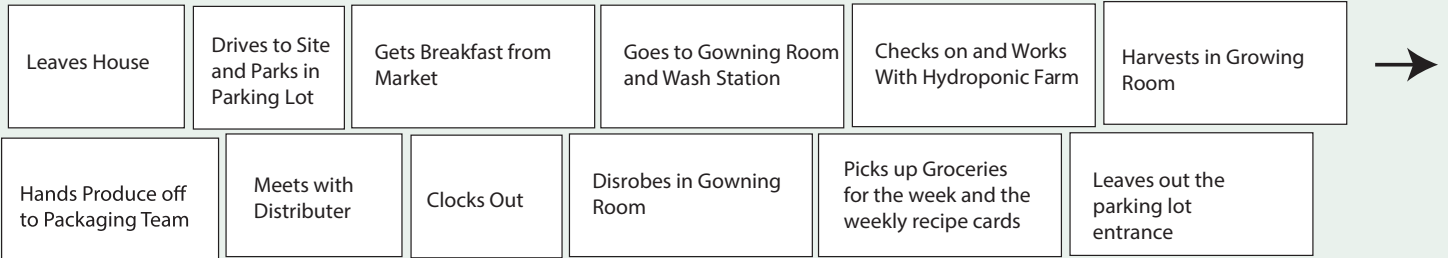 Leaves House
Drives to Site
and Parks in
Parking Lot
Gets Breakfast from
Market
Goes to Gowning Room
and Wash Station
Checks on and Works
With Hydroponic Farm
Harvests in Growing
Room
Hands Produce off
to Packaging Team
Meets with
Distributer
Clocks Out
Disrobes in Gowning
Room
Picks up Groceries
for the week and the
weekly recipe cards
Leaves out the
parking lot
entrance